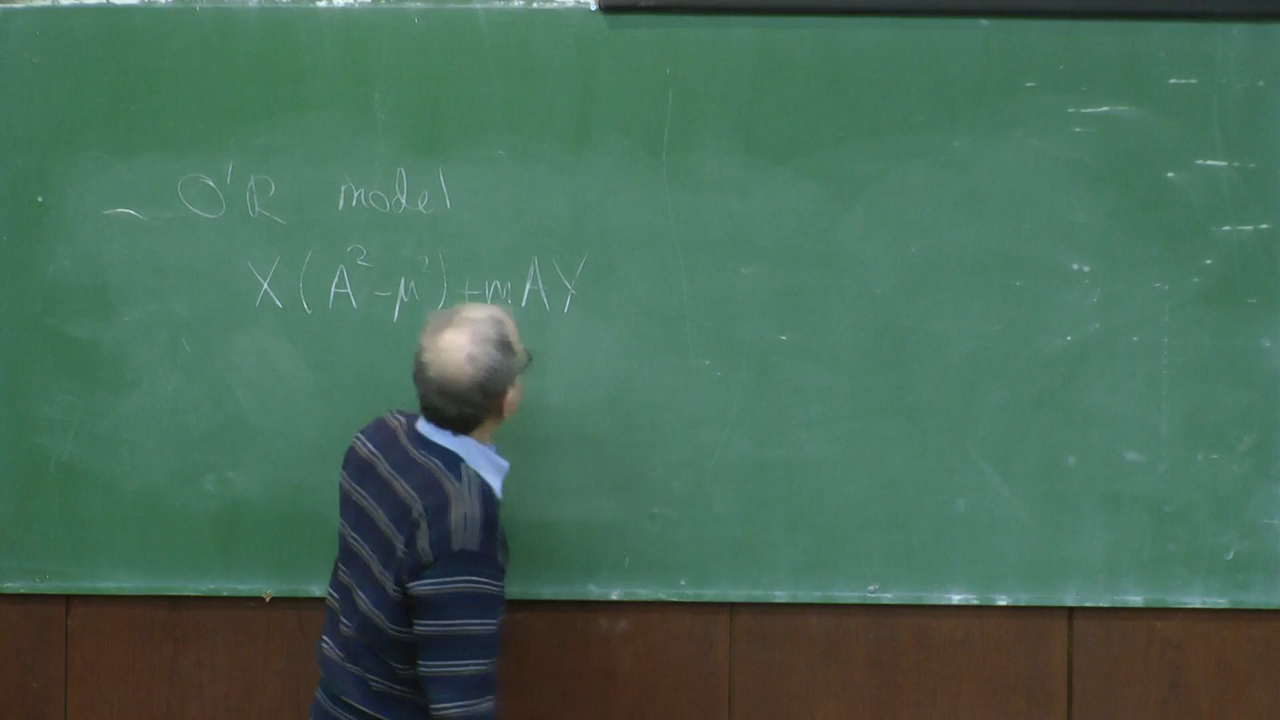 – O'R model
X(A²-μ²)+mAY